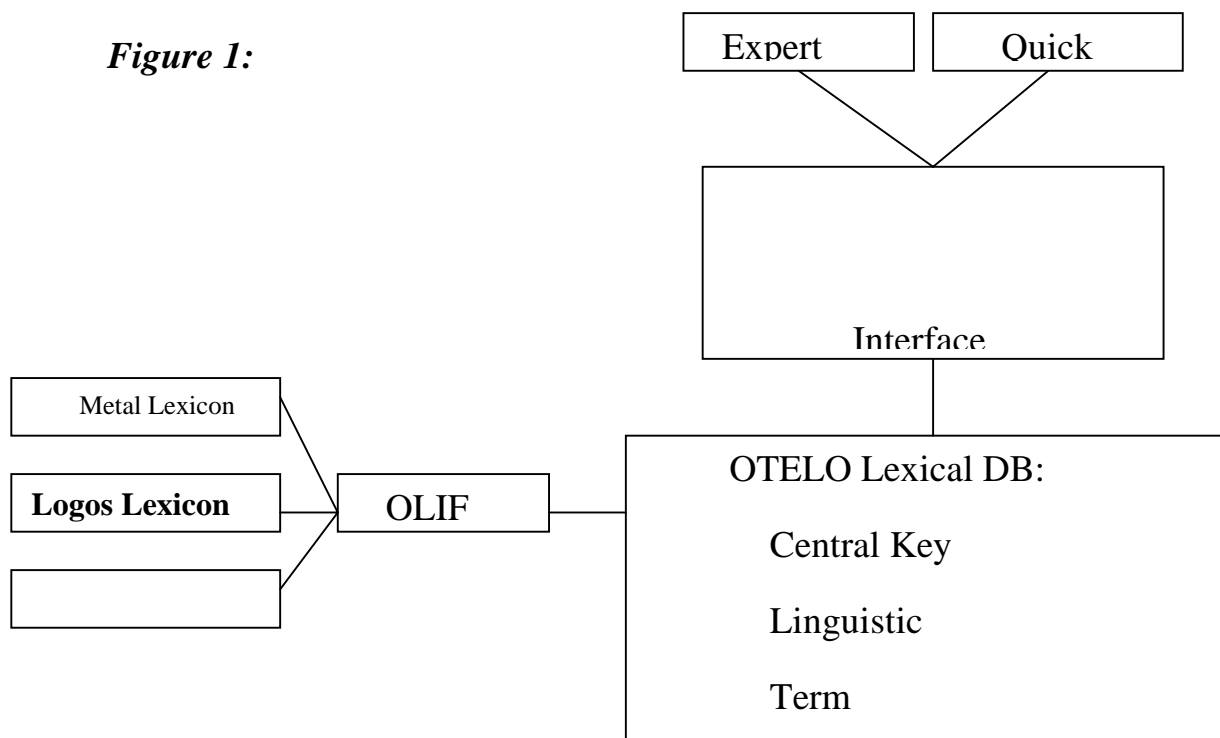 Figure 1:
Expert
Quick
Interface
Metal Lexicon
Logos Lexicon
OLIF
OTELO Lexical DB:
Central Key
Linguistic
Term